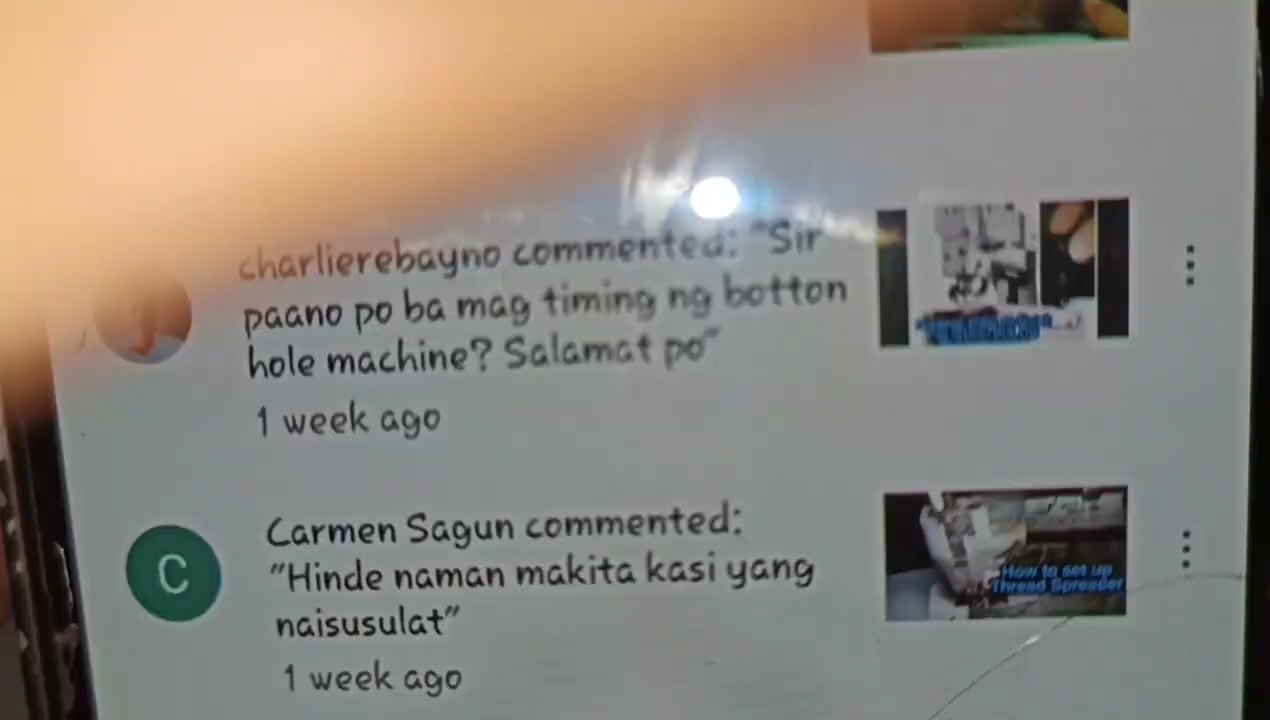 charlierebayno commented: "Sir
paano po ba mag timing ng botton
hole machine? Salamat po"
1 week ago
Carmen Sagun commented:
"Hinde naman makita kasi yang
naisusulat"
1 week ago
C
How to set up
Thread Spreader